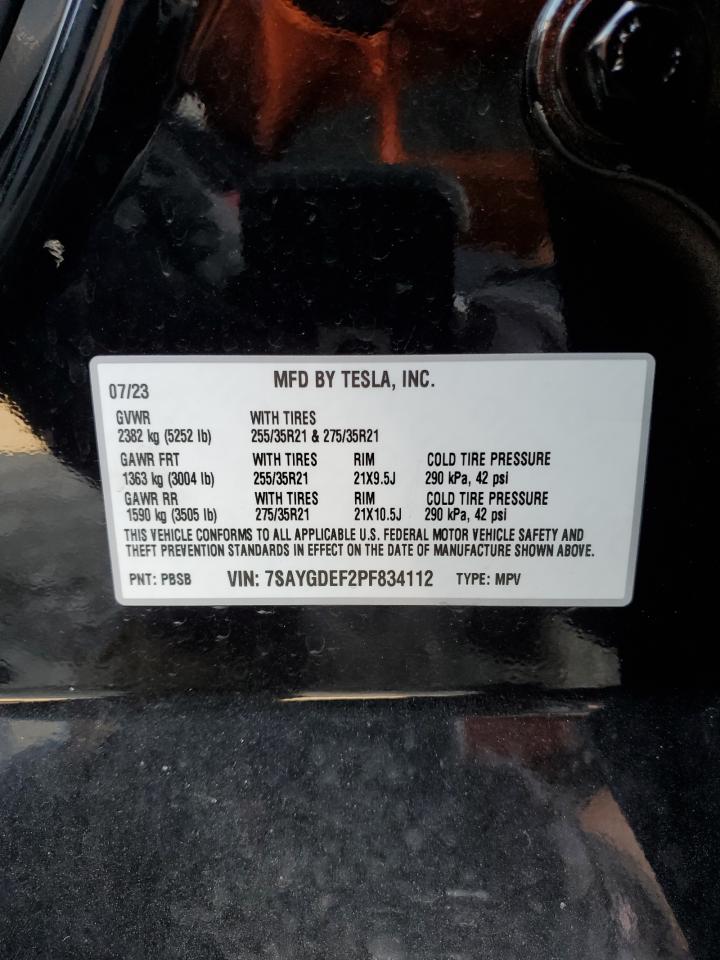 MFD BY TESLA, INC.
07/23
GVWR WITH TIRES
2382 kg (5252 lb) 255/35R21 & 275/35R21
GAWR FRT WITH TIRES RIM COLD TIRE PRESSURE
1363 kg (3004 lb) 255/35R21 21X9.5J 290 kPa, 42 psi
GAWR RR WITH TIRES RIM COLD TIRE PRESSURE
1590 kg (3505 lb) 275/35R21 21X10.5J 290 kPa, 42 psi
THIS VEHICLE CONFORMS TO ALL APPLICABLE U.S. FEDERAL MOTOR VEHICLE SAFETY AND
THEFT PREVENTION STANDARDS IN EFFECT ON THE DATE OF MANUFACTURE SHOWN ABOVE.
PNT: PBSB VIN: 7SAYGDEF2PF834112 TYPE: MPV